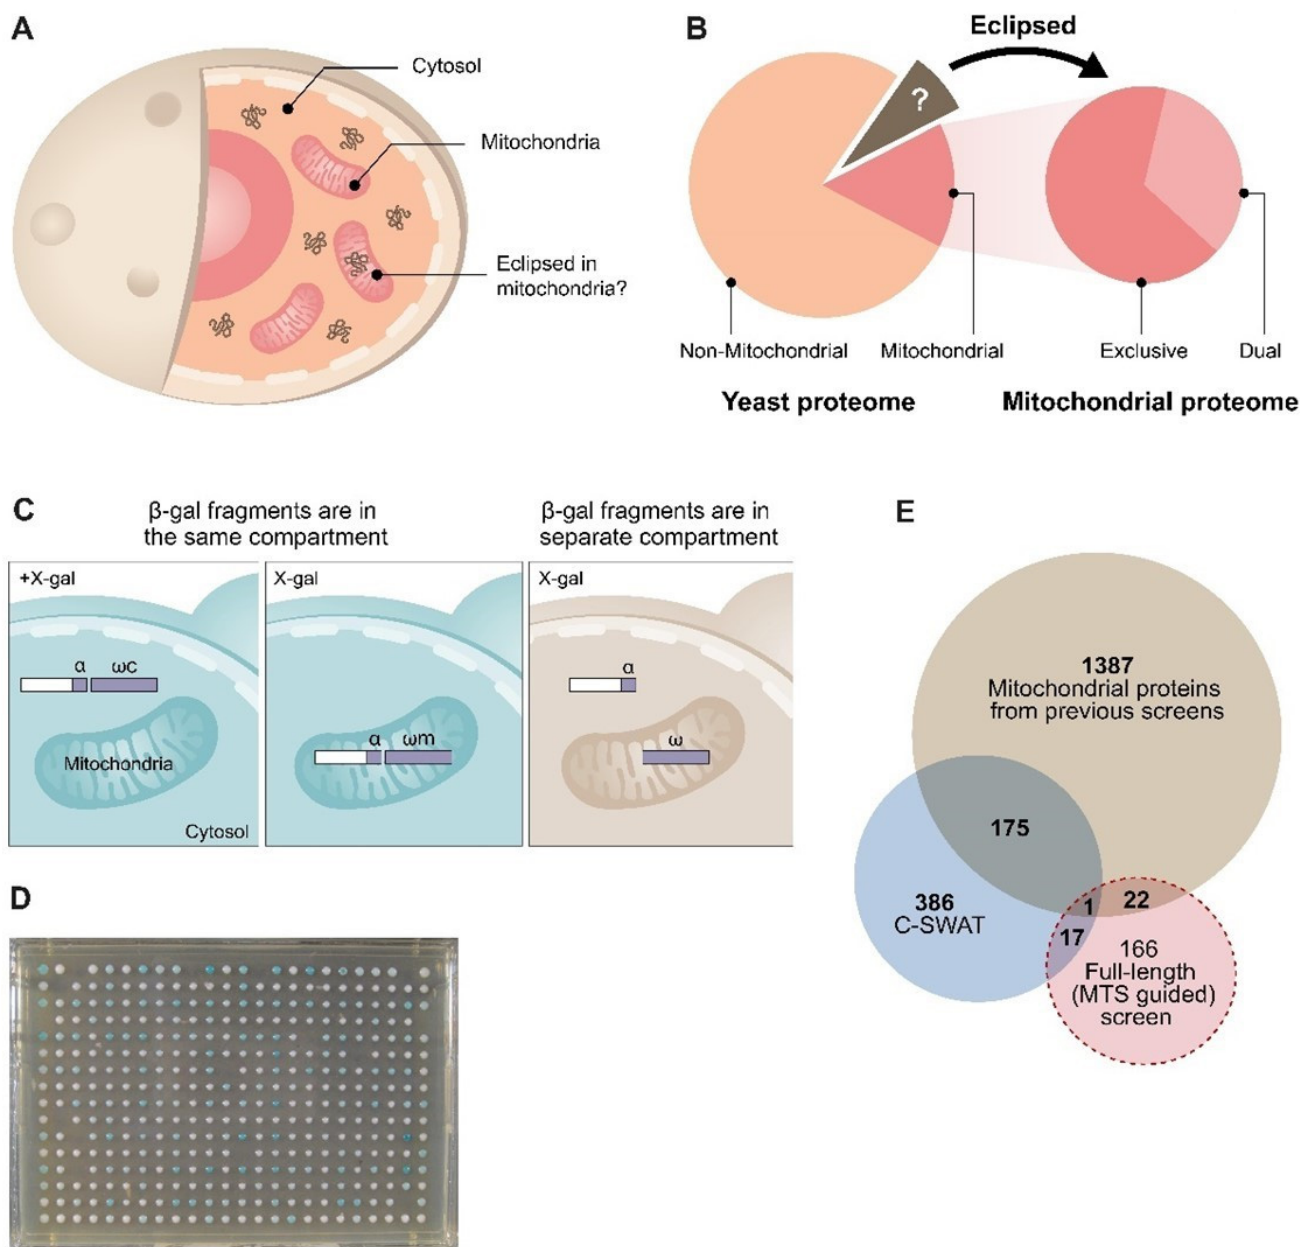 A
Cytosol
Mitochondria
Eclipsed in
mitochondria?
B
Eclipsed
?
Non-Mitochondrial
Mitochondrial
Exclusive
Dual
Yeast proteome
Mitochondrial proteome
C
β-gal fragments are in
the same compartment
β-gal fragments are in
separate compartment
+X-gal
α
ωc
Mitochondria
Cytosol
X-gal
α
ωm
X-gal
α
ω
D
E
1387
Mitochondrial proteins
from previous screens
175
386
C-SWAT
1
22
17
166
Full-length
(MTS guided)
screen